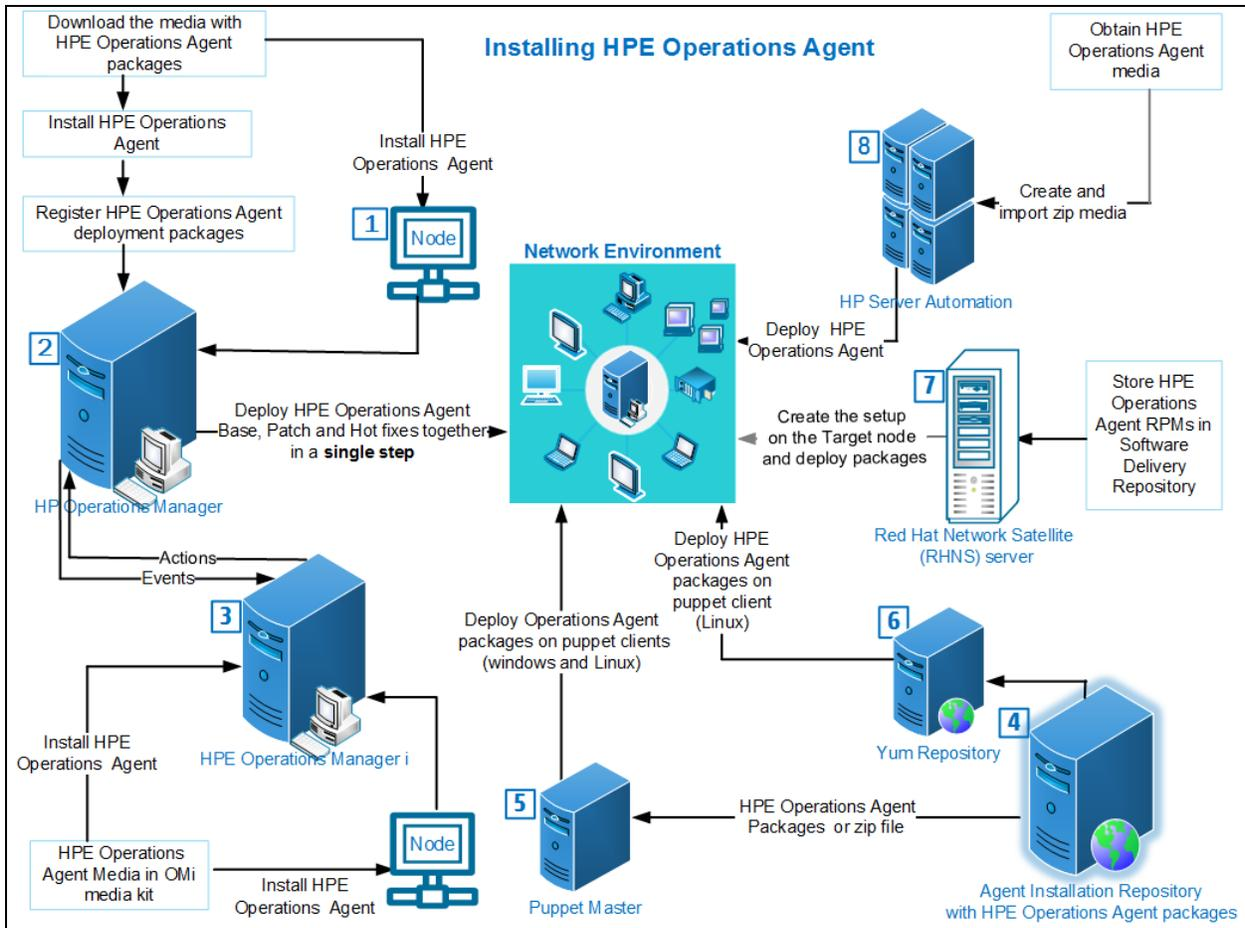 Installing HPE Operations Agent
Download the media with
HPE Operations Agent
packages
Install HPE Operations
Agent
Register HPE Operations Agent
deployment packages
Install HPE
Operations Agent
1
Node
2
HP Operations Manager
Deploy HPE Operations Agent
Base, Patch and Hot fixes together
in a single step
Network Environment
Obtain HPE
Operations Agent
media
8
Create and
import zip media
HP Server Automation
Deploy HPE
Operations Agent
7
Create the setup
on the Target node
and deploy packages
Store HPE
Operations
Agent RPMs in
Software
Delivery
Repository
Red Hat Network Satellite
(RHNS) server
Actions
Events
3
HPE Operations Manager i
Install HPE
Operations Agent
HPE Operations
Agent Media in OMi
media kit
Install HPE
Operations Agent
Node
Deploy Operations Agent
packages on puppet clients
(windows and Linux)
Deploy HPE
Operations Agent
packages on
puppet client
(Linux)
6
Yum Repository
4
5
Puppet Master
HPE Operations Agent
Packages or zip file
Agent Installation Repository
with HPE Operations Agent packages